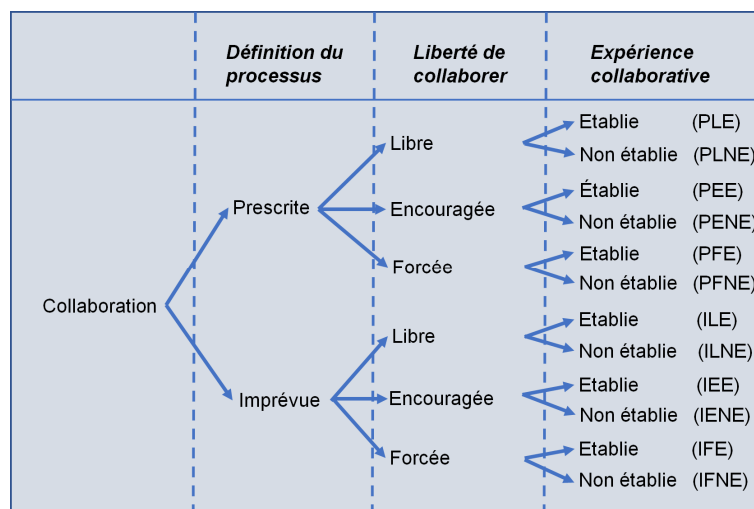 Définition du
processus
Liberté de
collaborer
Expérience
collaborative
Collaboration
Prescrite
Libre
Etablie (PLE)
Non établie (PLNE)
Encouragée
Établie (PEE)
Non établie (PENE)
Forcée
Etablie (PFE)
Non établie (PFNE)
Imprévue
Libre
Etablie (ILE)
Non établie (ILNE)
Encouragée
Etablie (IEE)
Non établie (IENE)
Forcée
Etablie (IFE)
Non établie (IFNE)